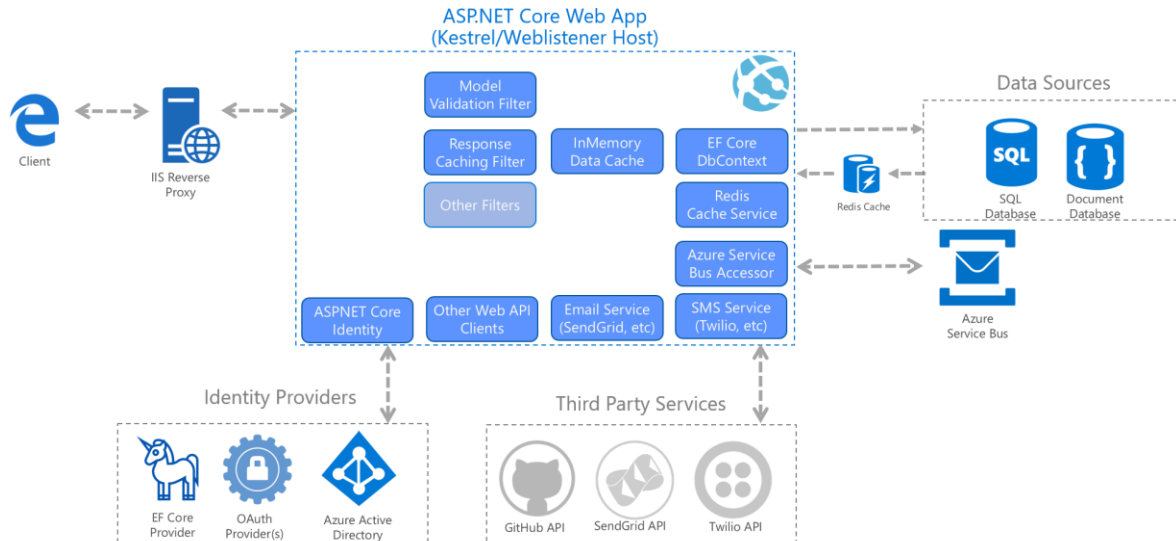 ASP.NET Core Web App
(Kestrel/Weblistener Host)
Client
IIS Reverse
Proxy
Model
Validation Filter
Response
Caching Filter
Other Filters
InMemory
Data Cache
EF Core
DbContext
Redis
Cache Service
Azure Service
Bus Accessor
ASP.NET Core
Identity
Other Web API
Clients
Email Service
(SendGrid, etc)
SMS Service
(Twilio, etc)
Data Sources
Redis Cache
SQL
SQL
Database
{ }
Document
Database
Azure
Service Bus
Identity Providers
EF Core
Provider
OAuth
Provider(s)
Azure Active
Directory
Third Party Services
GitHub API
SendGrid API
Twilio API